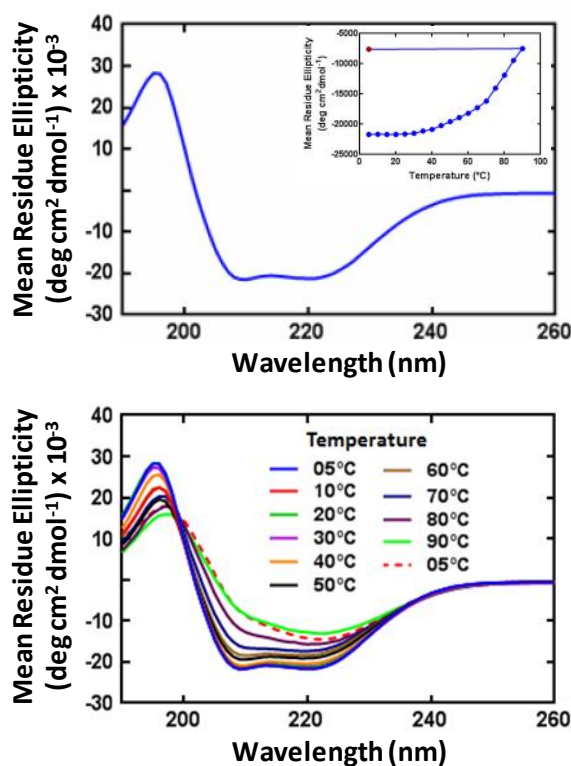 Mean Residue Ellipticity
(deg cm² dmol⁻¹) x 10⁻³
40
30
20
10
-10
-20
-30
200
220
240
260
Wavelength (nm)
Mean Residue Ellipticity
(deg cm² dmol⁻¹)
-5000
-10000
-15000
-20000
-25000
0
20
40
60
80
100
Temperature (°C)
Mean Residue Ellipticity
(deg cm² dmol⁻¹) x 10⁻³
40
30
20
10
-10
-20
-30
Temperature
05°C
10°C
20°C
30°C
40°C
50°C
60°C
70°C
80°C
90°C
05°C
200
220
240
260
Wavelength (nm)